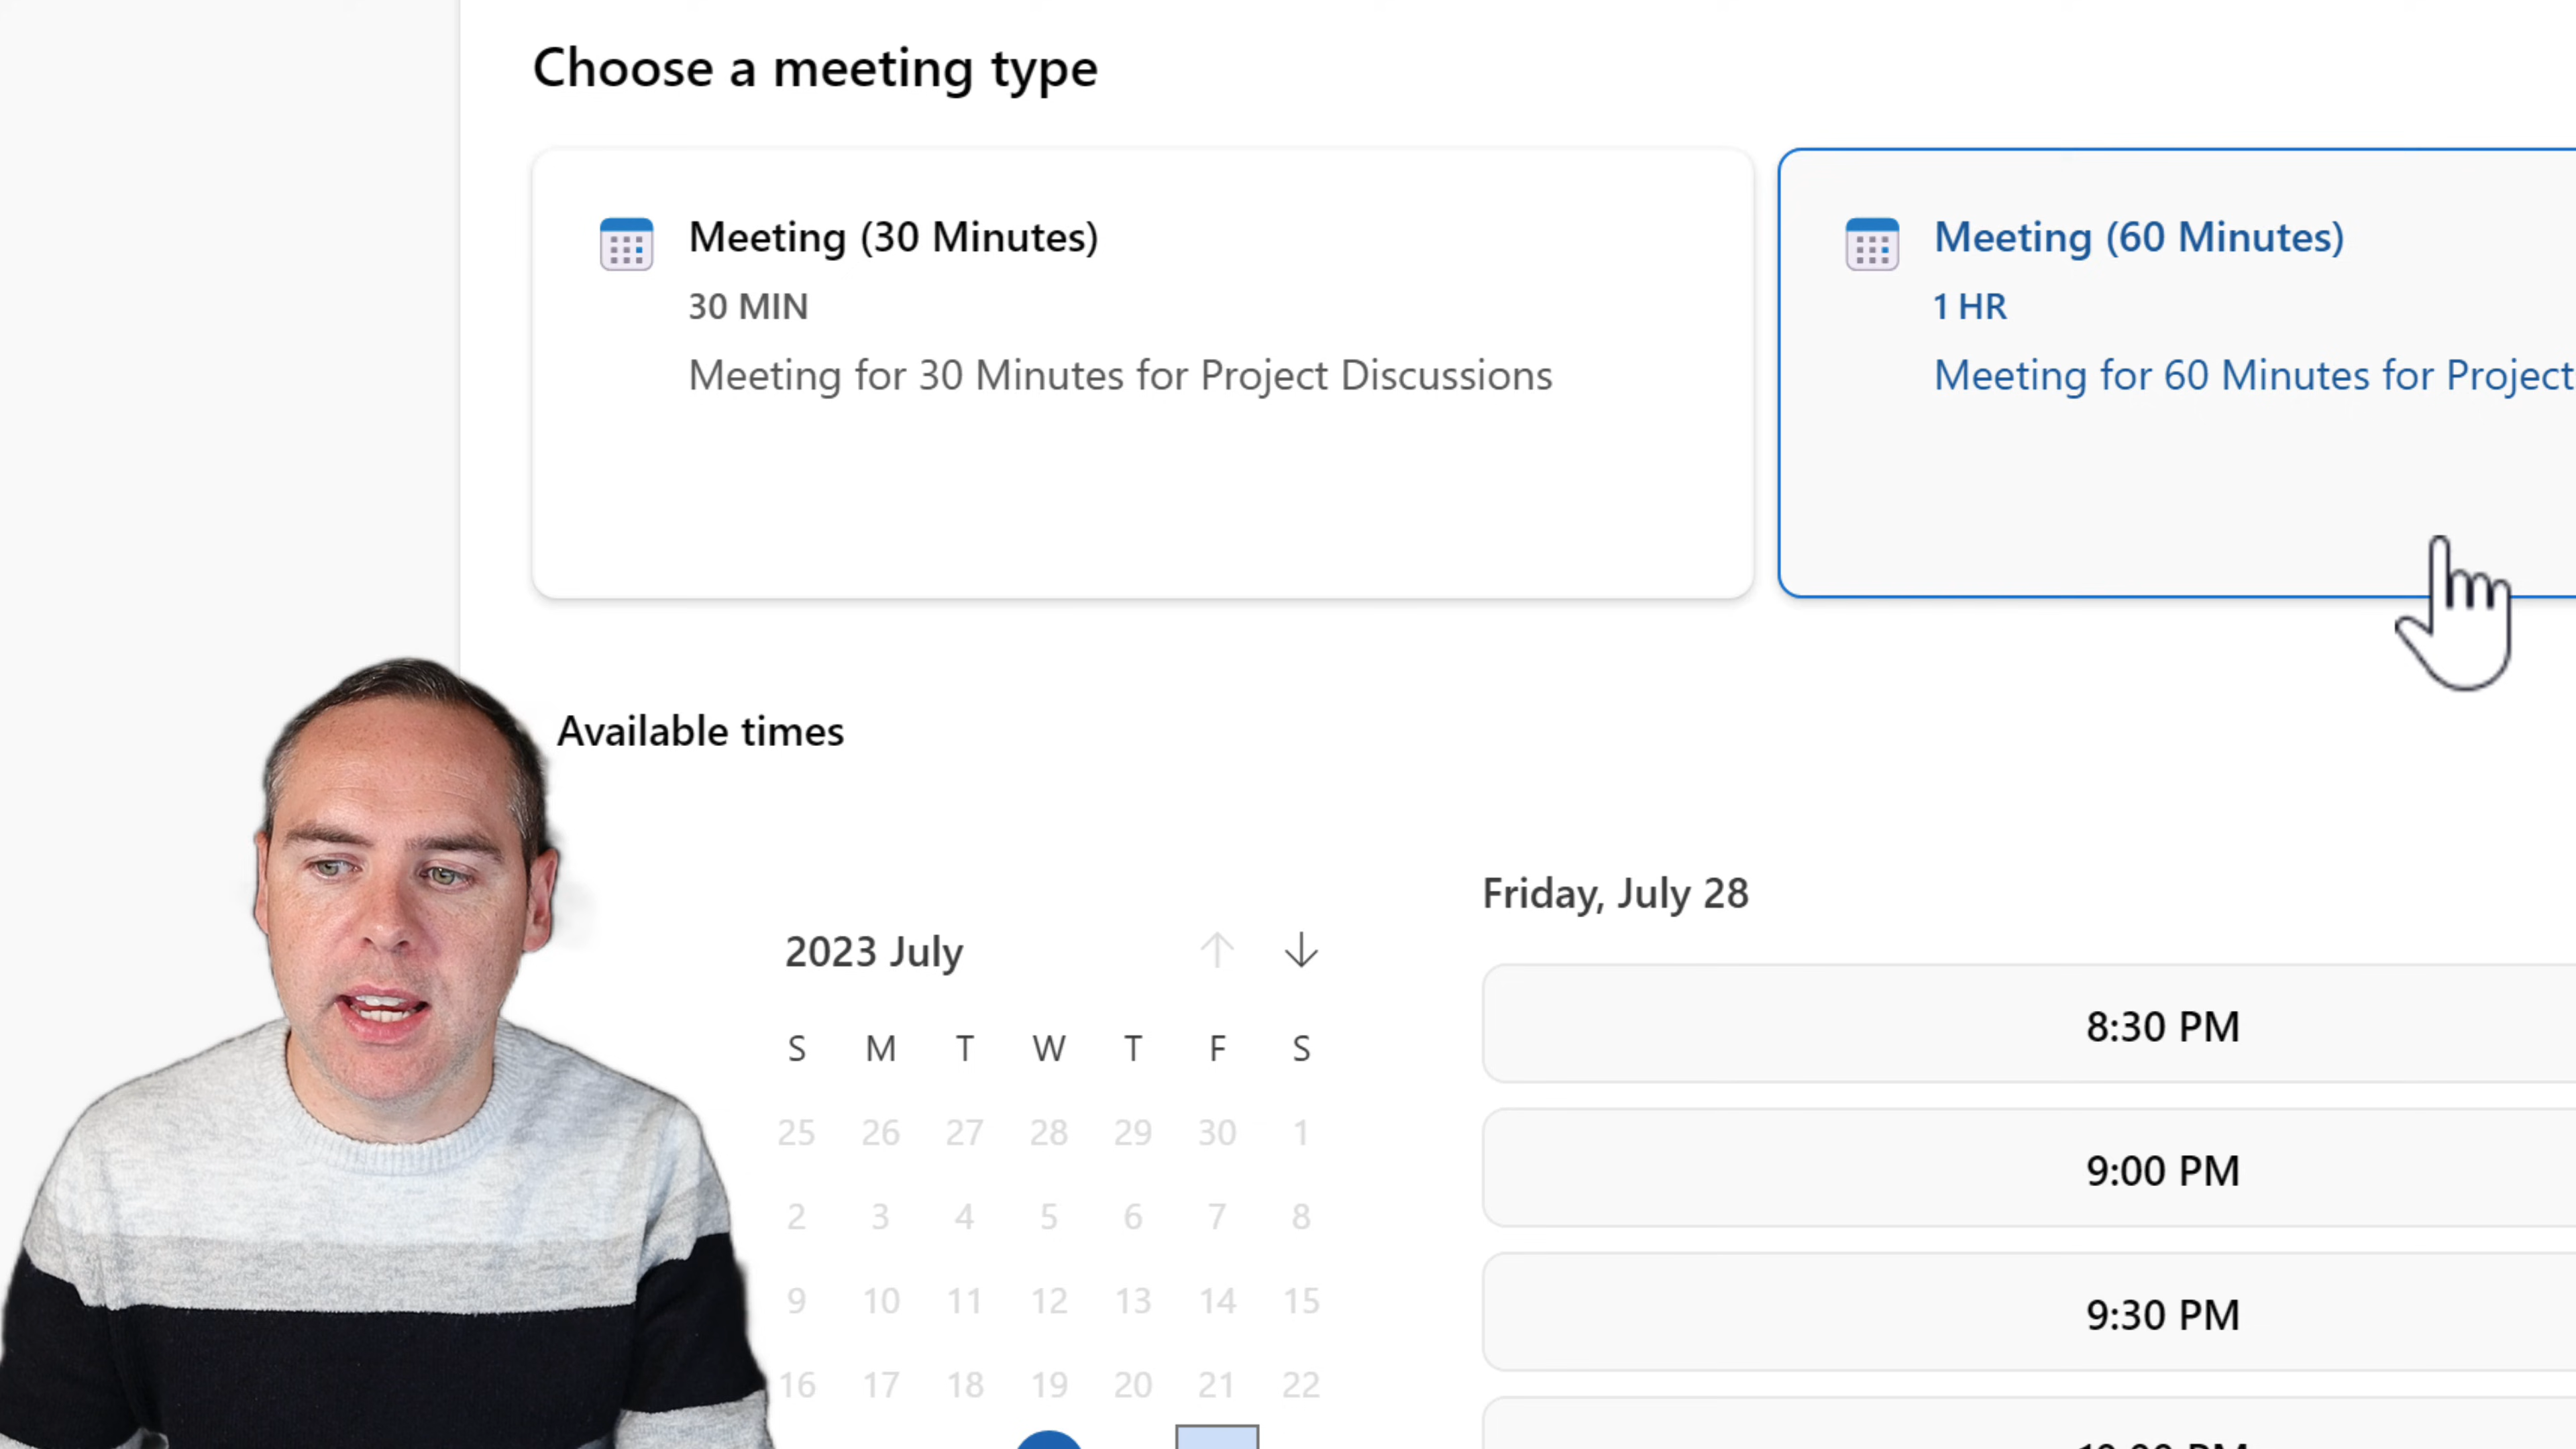 Choose a meeting type
Meeting (30 Minutes)
30 MIN
Meeting for 30 Minutes for Project Discussions
Meeting (60 Minutes)
1 HR
Meeting for 60 Minutes for Project
Available times
2023 July
S M T W T F S
25 26 27 28 29 30 1
2 3 4 5 6 7 8
9 10 11 12 13 14 15
16 17 18 19 20 21 22
Friday, July 28
8:30 PM
9:00 PM
9:30 PM